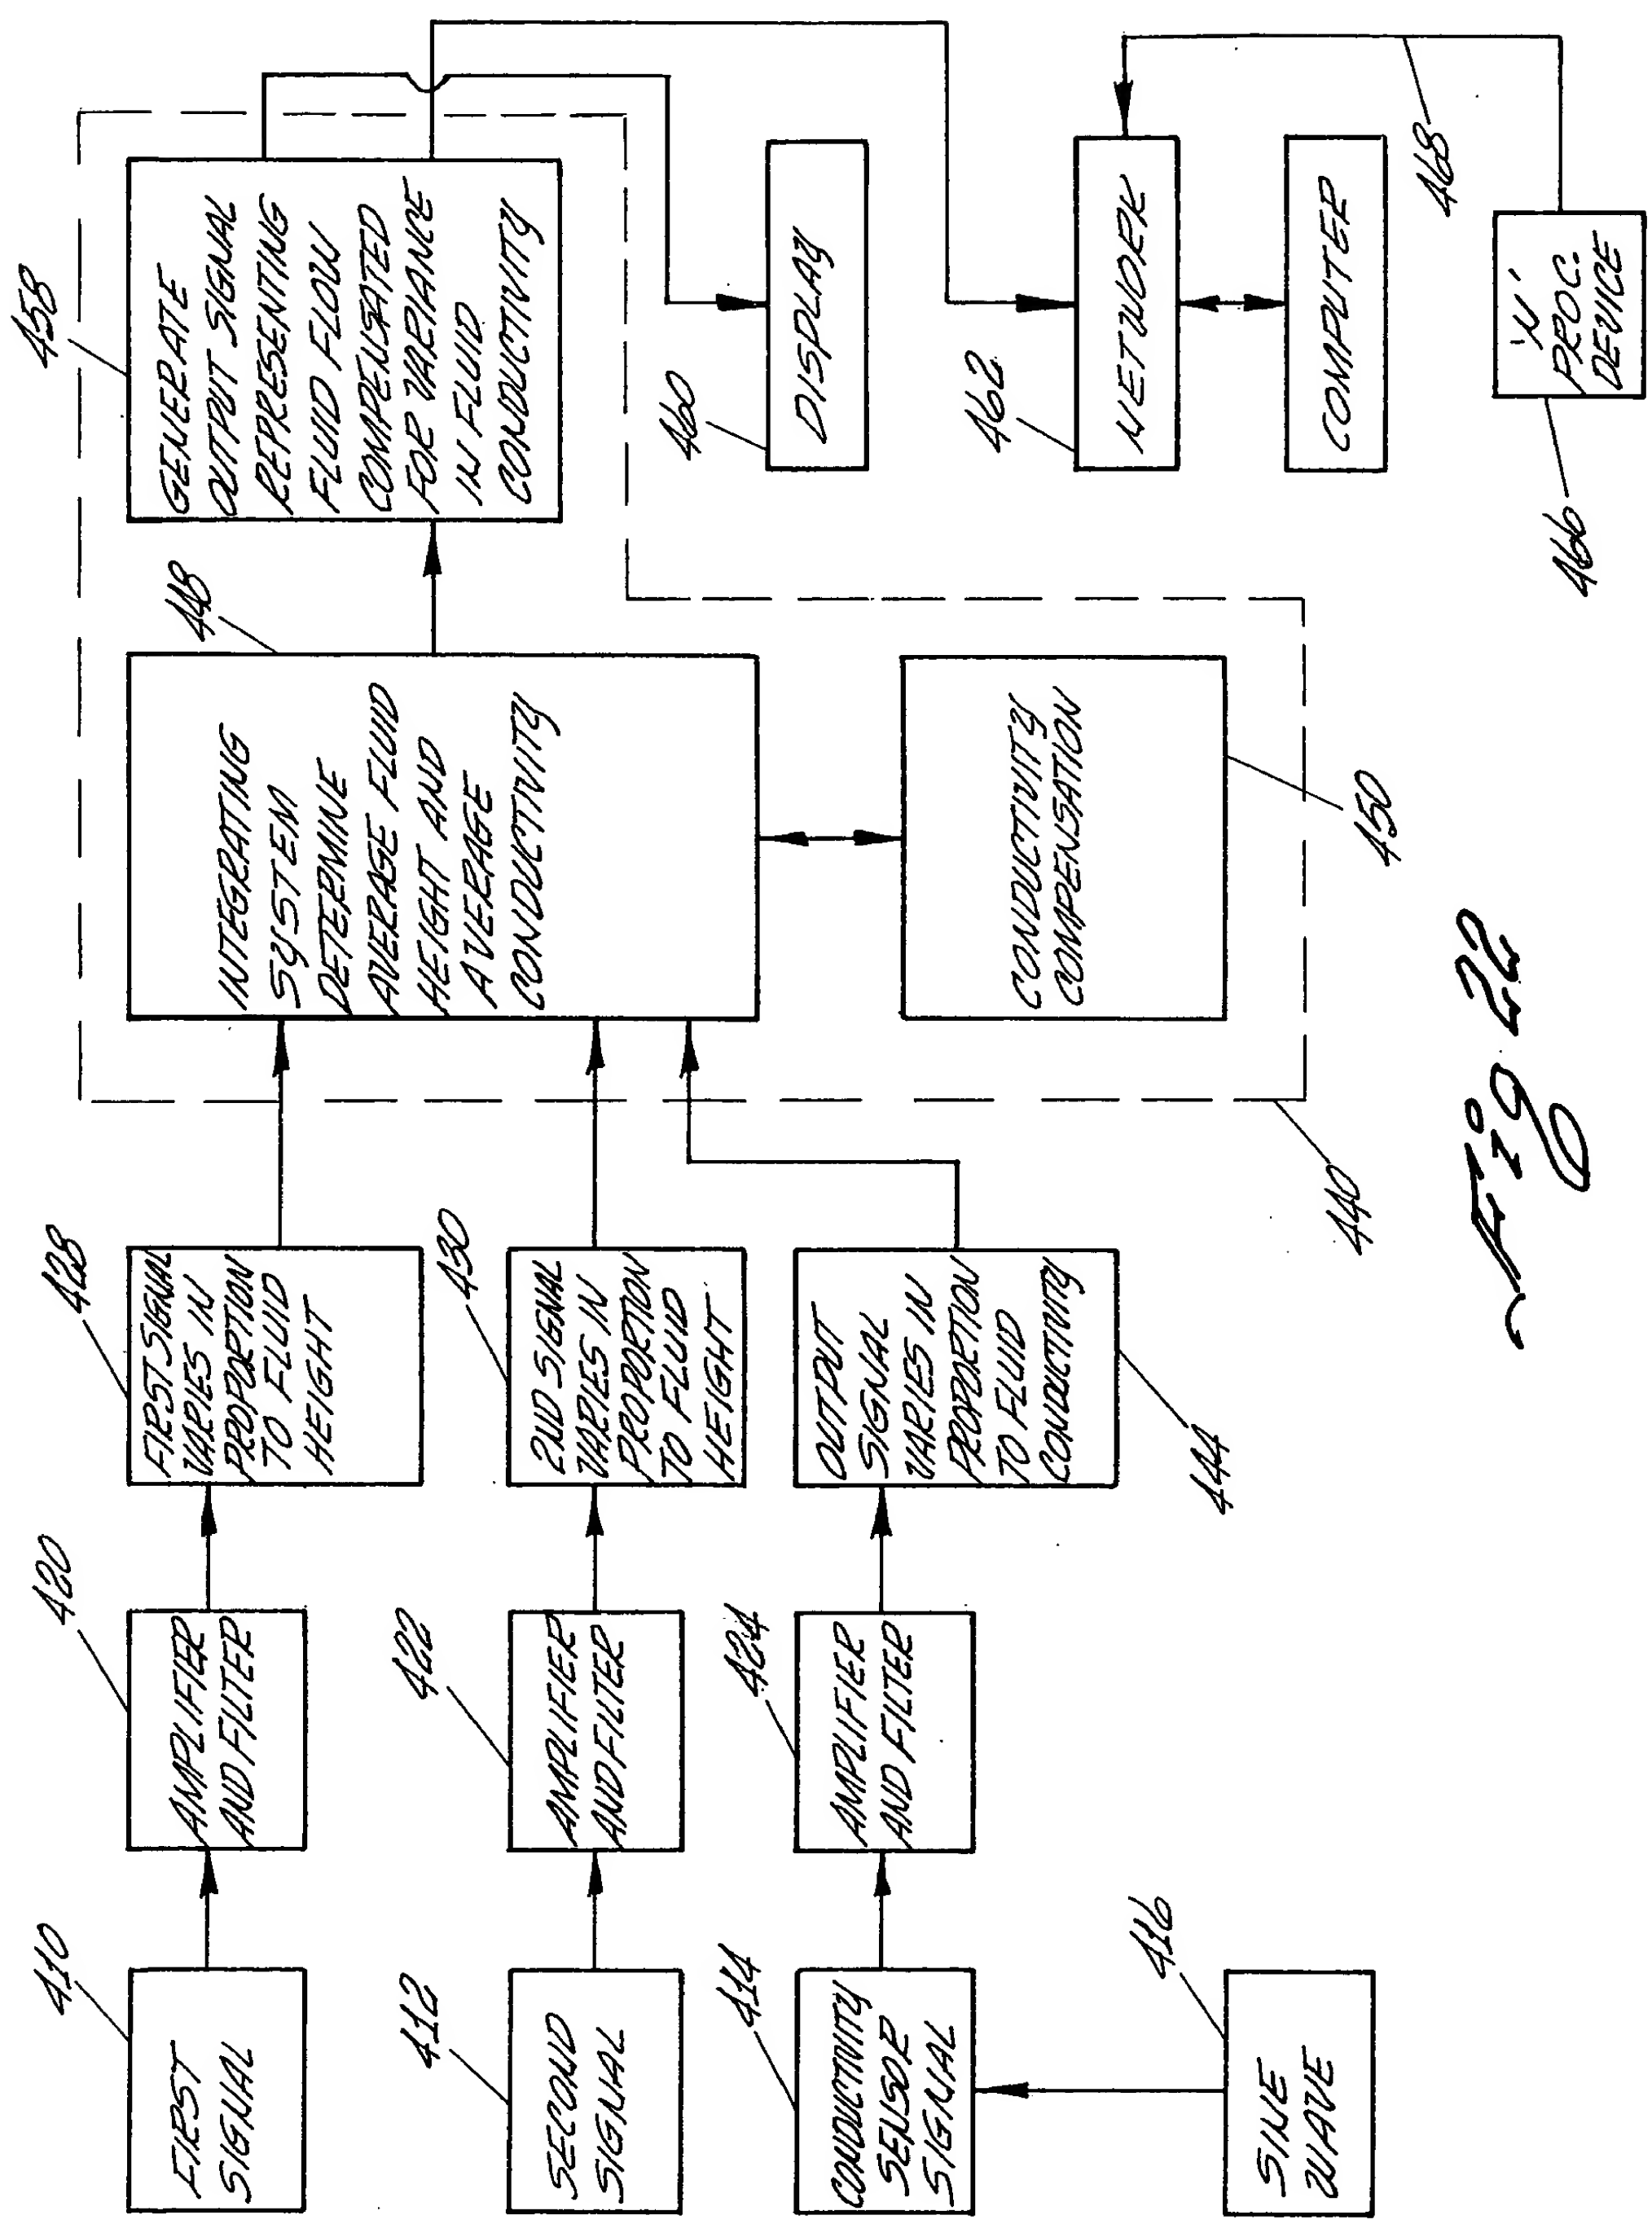 410
FIRST
SIGNAL
420
AMPLIFIER
AND FILTER
428
FIRST SIGNAL
VARIES IN
PROPORTION
TO FLUID
HEIGHT
412
SECOND
SIGNAL
422
AMPLIFIER
AND FILTER
430
2ND SIGNAL
VARIES IN
PROPORTION
TO FLUID
HEIGHT
414
CONDUCTIVITY
SENSOR
SIGNAL
424
AMPLIFIER
AND FILTER
OUTPUT
SIGNAL
VARIES IN
PROPORTION
TO FLUID
CONDUCTIVITY
444
416
SINE
WAVE
448
INTEGRATING
SYSTEM
DETERMINE
AVERAGE FLUID
HEIGHT AND
AVERAGE
CONDUCTIVITY
CONDUCTIVITY
COMPENSATION
450
440
458
GENERATE
OUTPUT SIGNAL
REPRESENTING
FLUID FLOW
COMPENSATED
FOR VARIANCE
IN FLUID
CONDUCTIVITY
460
DISPLAY
462
NETWORK
COMPUTER
468
'N'
PROC.
DEVICE
466
Fig 22